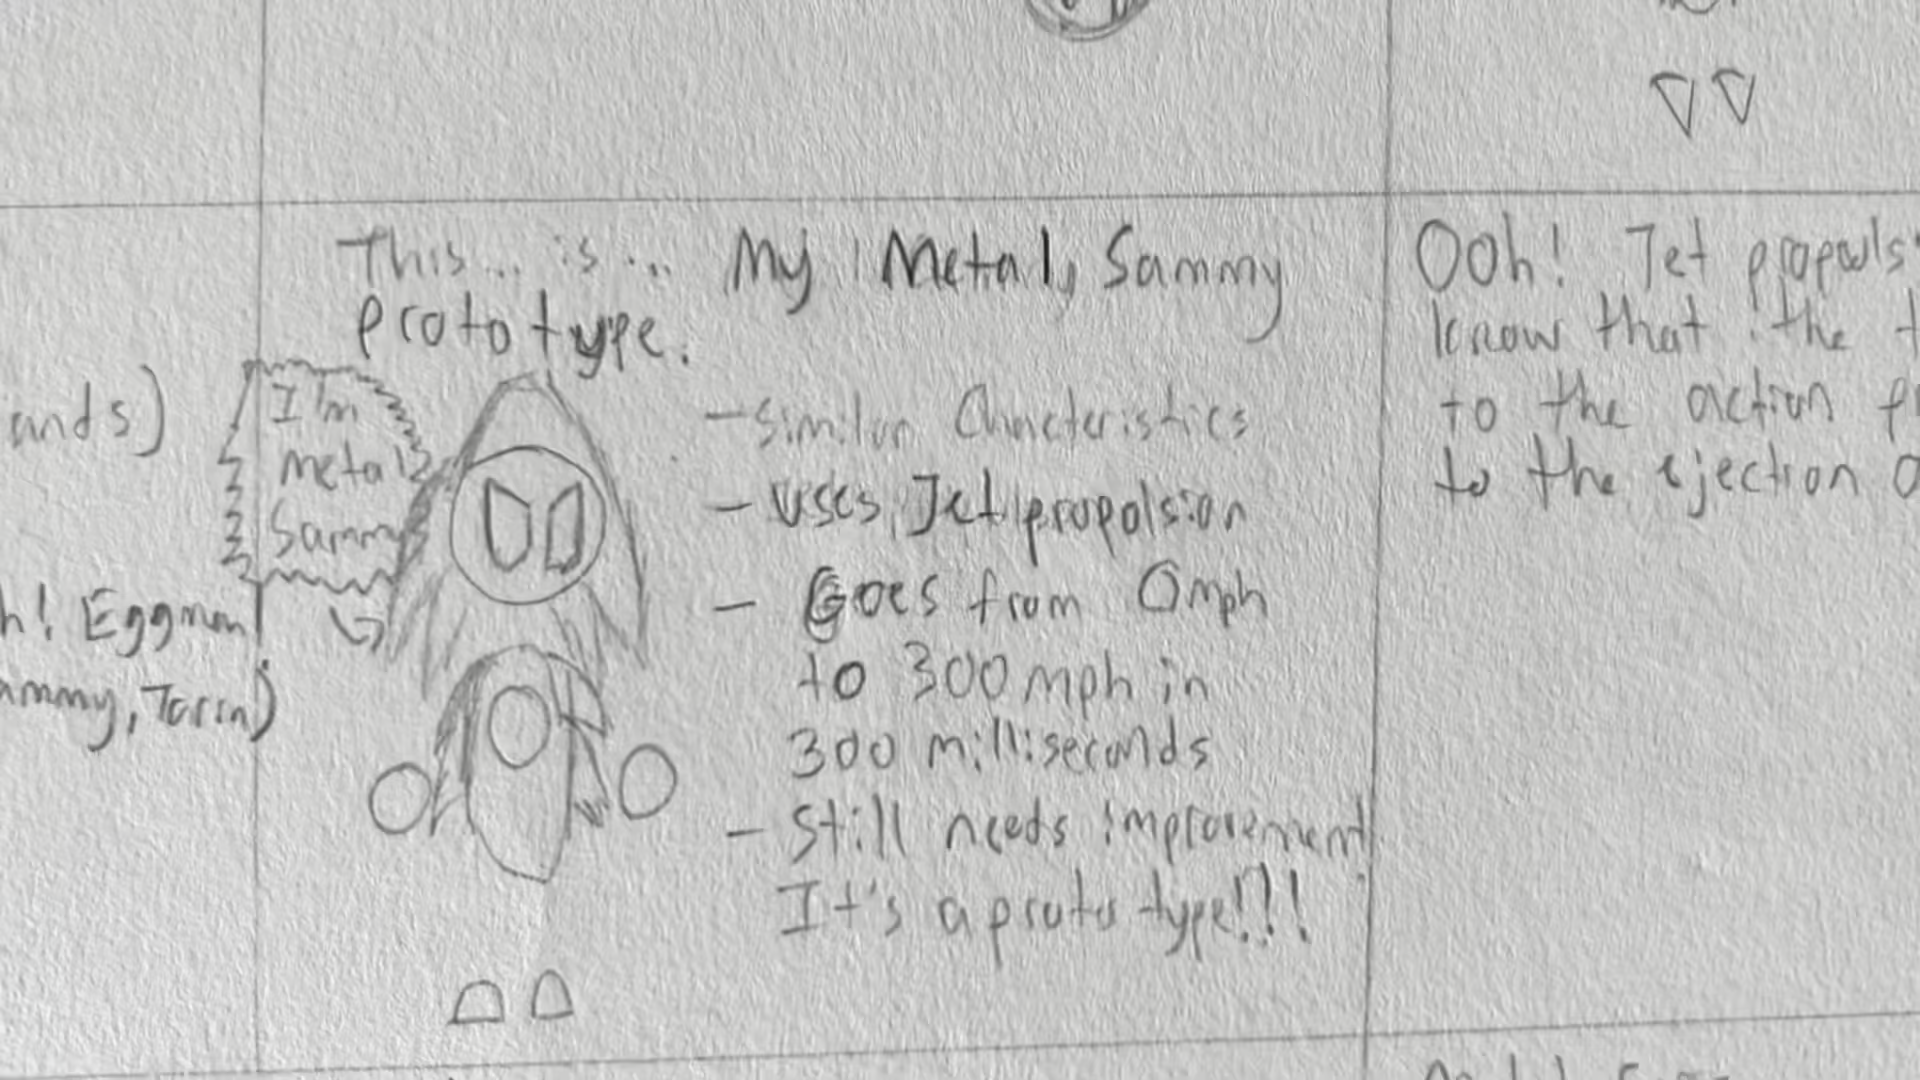 ands)
h! Eggman
ammy, Taren)
This... is... My Metal, Sammy
prototype.
I'm
Metal
Sammy
-Similar Characteristics
- Uses Jet propolsion
- Goes from 0mph
to 300mph in
300 milliseconds
- Still needs improvement
It's a prototype!!!
Ooh! Jet propuls
know that the t
to the action
to the ejection o